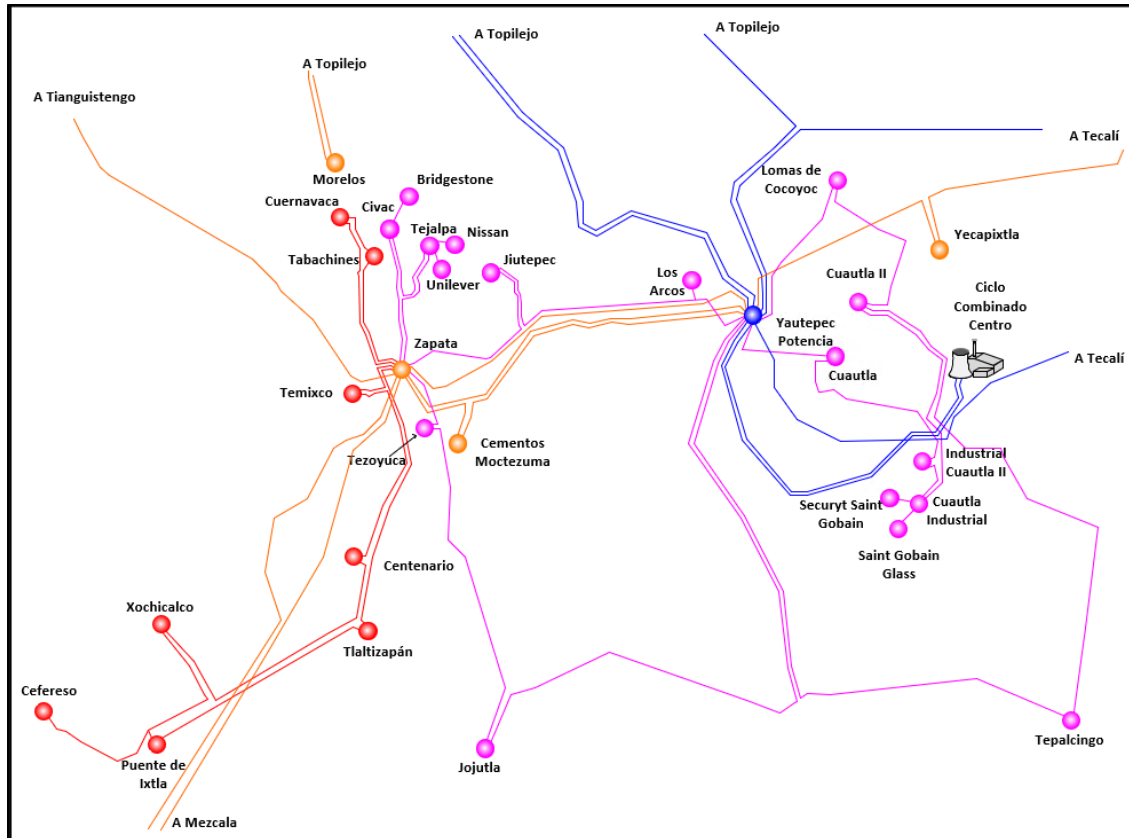 A Topilejo
A Topilejo
A Topilejo
A Tianguistengo
A Tecalí
Morelos
Bridgestone
Lomas de
Cocoyoc
Cuernavaca
Civac
Tejalpa
Nissan
Yecapixtla
Tabachines
Unilever
Jiutepec
Los
Arcos
Cuautla II
Ciclo
Combinado
Centro
Zapata
Yautepec
Potencia
A Tecalí
Cuautla
Temixco
Cementos
Moctezuma
Tezoyuca
Industrial
Cuautla II
Securyt Saint
Gobain
Cuautla
Industrial
Saint Gobain
Glass
Centenario
Xochicalco
Tlaltizapán
Cefereso
Puente de
Ixtla
Jojutla
Tepalcingo
A Mezcala